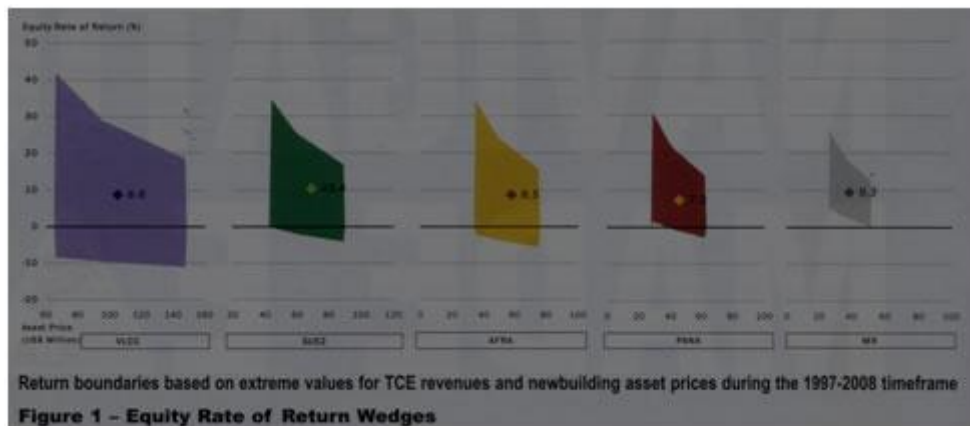 Equity Rate of Return (%)
50
40
30
20
10
0
-10
-20
60 80 100 120 140 160
20 40 60 80 100
0 20 40 60 80 100
0 20 40 60 80 100
0 20 40 60 80 100
Asset Price
(US$ Million)
VLCC
SUEZ
AFRA
PANA
MR
Return boundaries based on extreme values for TCE revenues and newbuilding asset prices during the 1997-2008 timeframe
Figure 1 – Equity Rate of Return Wedges